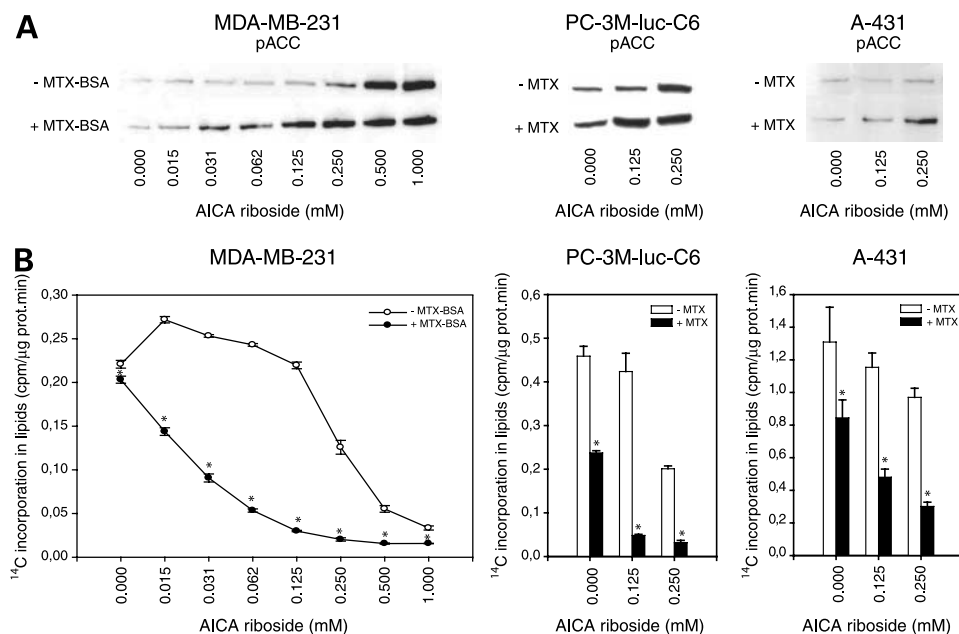 A
MDA-MB-231
pACC
- MTX-BSA
+ MTX-BSA
0.000 0.015 0.031 0.062 0.125 0.250 0.500 1.000
AICA riboside (mM)
PC-3M-luc-C6
pACC
- MTX
+ MTX
0.000 0.125 0.250
AICA riboside (mM)
A-431
pACC
- MTX
+ MTX
0.000 0.125 0.250
AICA riboside (mM)
B
MDA-MB-231
¹⁴C incorporation in lipids (cpm/µg prot.min)
0,30
0,25
0,20
0,15
0,10
0,05
0,00
- MTX-BSA
+ MTX-BSA
* * * * * * * *
0.000 0.015 0.031 0.062 0.125 0.250 0.500 1.000
AICA riboside (mM)
PC-3M-luc-C6
¹⁴C incorporation in lipids (cpm/µg prot.min)
0,6
0,4
0,2
0,0
- MTX
+ MTX
* * *
0.000 0.125 0.250
AICA riboside (mM)
A-431
¹⁴C incorporation in lipids (cpm/µg prot.min)
1,6
1,4
1,2
1,0
0,8
0,6
0,4
0,2
0,0
- MTX
+ MTX
* * *
0.000 0.125 0.250
AICA riboside (mM)